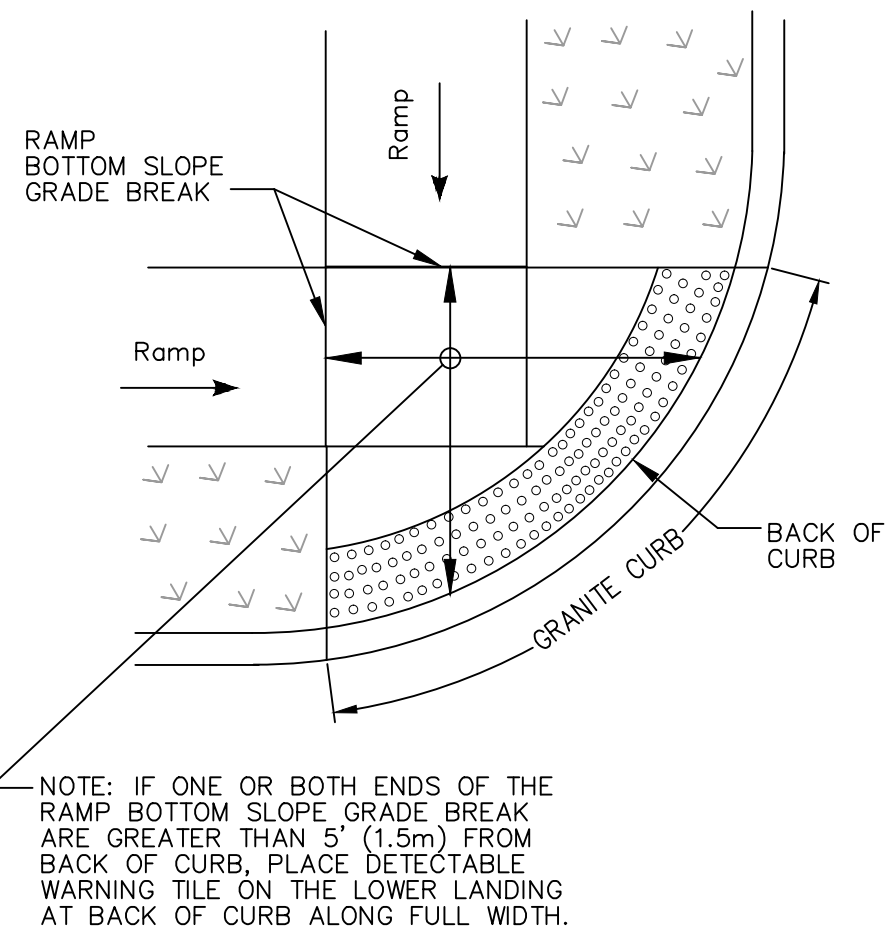 RAMP
BOTTOM SLOPE
GRADE BREAK
Ramp
Ramp
BACK OF
CURB
GRANITE CURB
NOTE: IF ONE OR BOTH ENDS OF THE
RAMP BOTTOM SLOPE GRADE BREAK
ARE GREATER THAN 5' (1.5m) FROM
BACK OF CURB, PLACE DETECTABLE
WARNING TILE ON THE LOWER LANDING
AT BACK OF CURB ALONG FULL WIDTH.